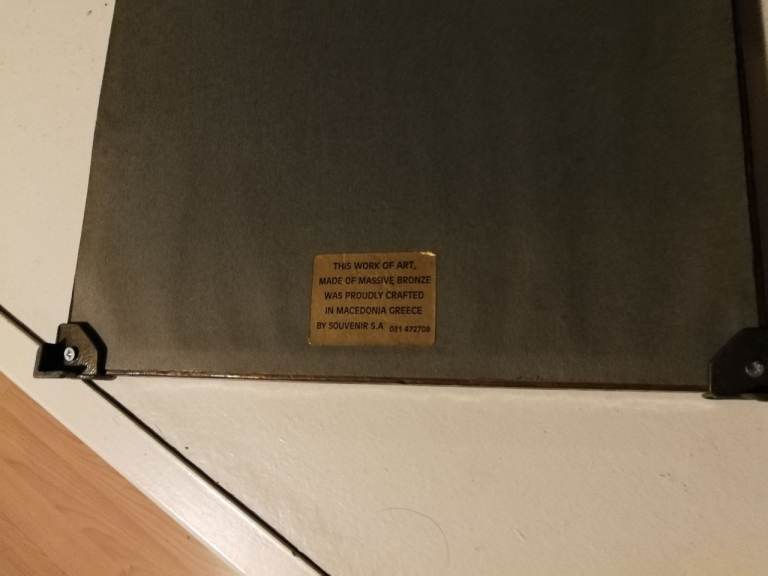 THIS WORK OF ART,
MADE OF MASSIVE BRONZE
WAS PROUDLY CRAFTED
IN MACEDONIA GREECE
BY SOUVENIR S.A 031 472708